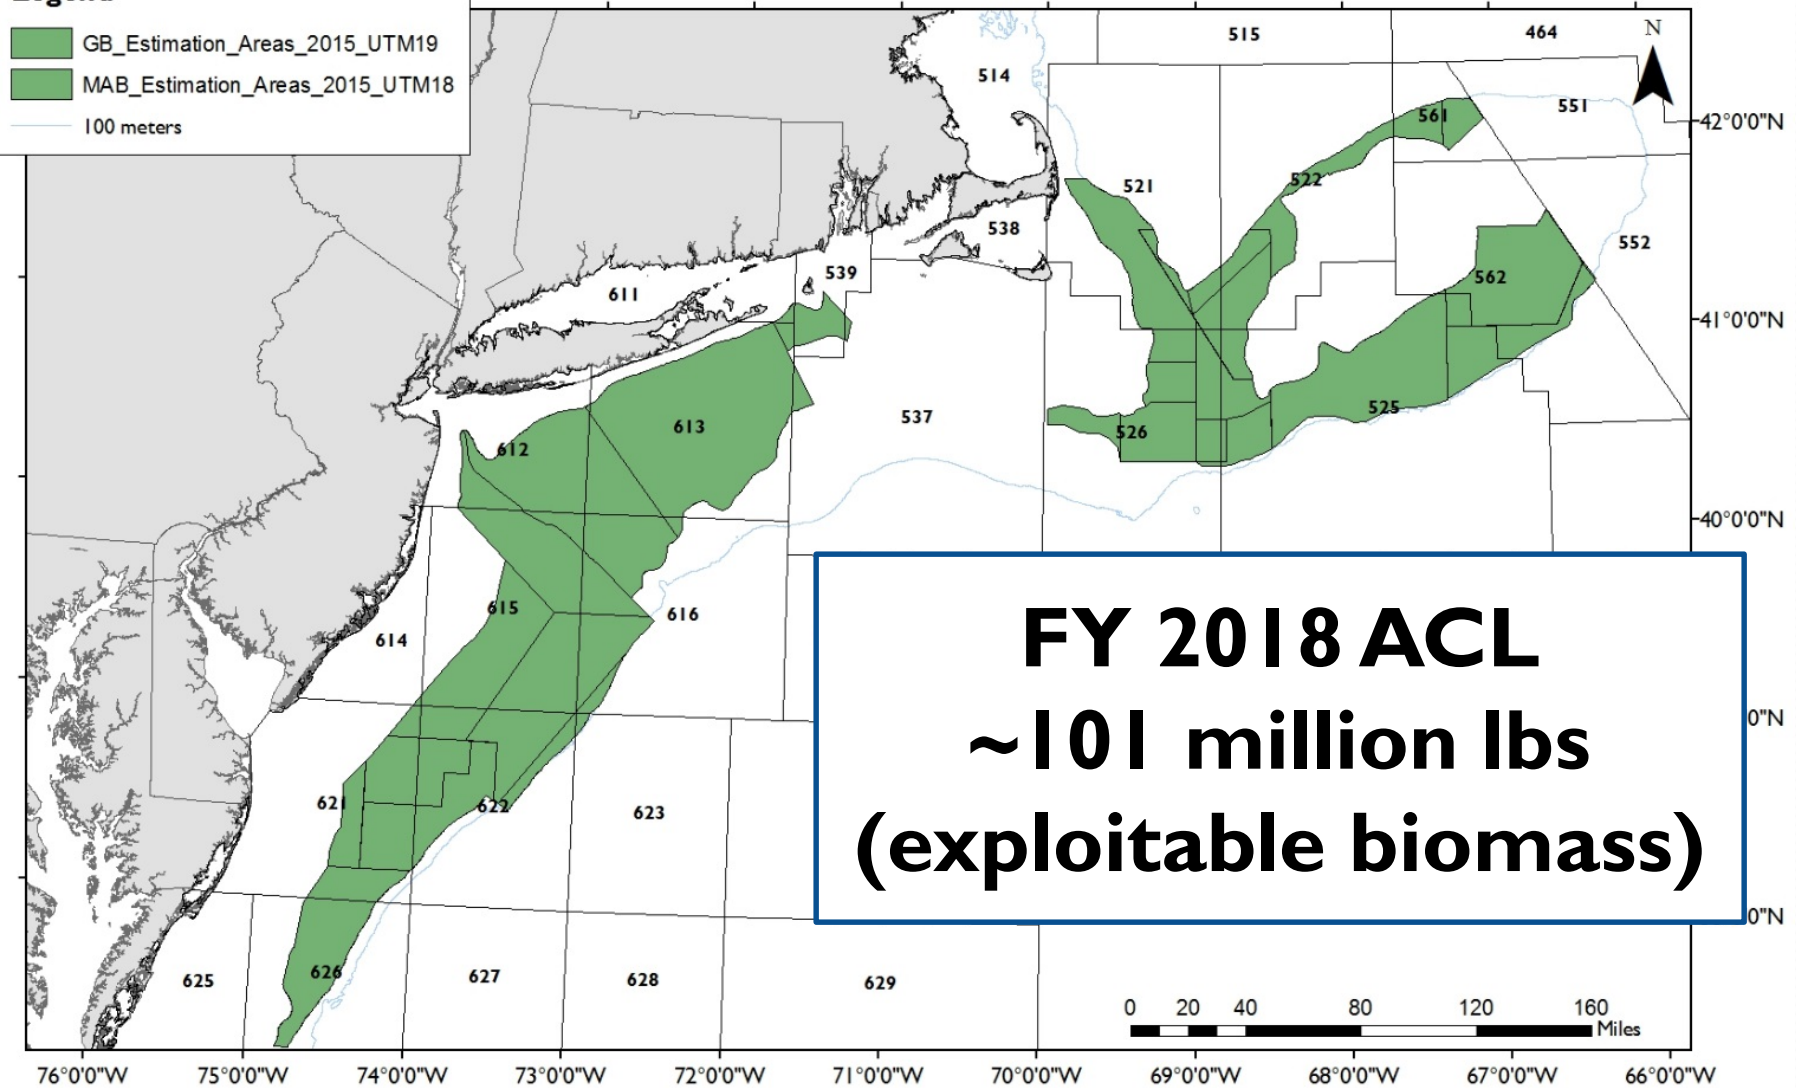 Legend
GB_Estimation_Areas_2015_UTM19
MAB_Estimation_Areas_2015_UTM18
100 meters
515
464
N
514
551
561
42°0'0"N
522
521
538
552
539
562
611
41°0'0"N
525
537
613
526
612
40°0'0"N
615
616
614
FY 2018 ACL
~101 million lbs
(exploitable biomass)
0"N
621
622
623
0"N
626
627
628
629
625
0 20 40 80 120 160
Miles
76°0'0"W 75°0'0"W 74°0'0"W 73°0'0"W 72°0'0"W 71°0'0"W 70°0'0"W 69°0'0"W 68°0'0"W 67°0'0"W 66°0'0"W